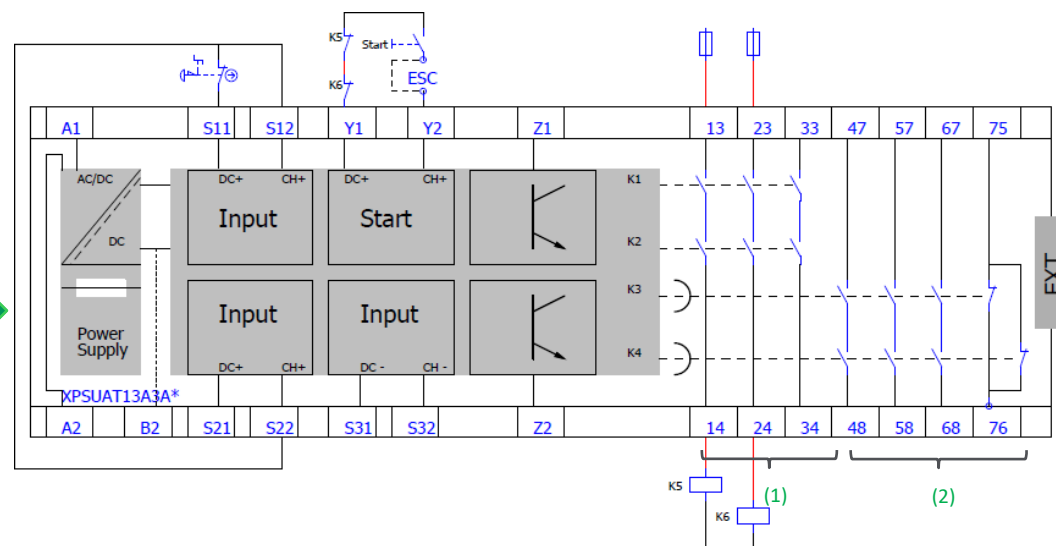 K5
Start
K6
ESC
A1 S11 S12 Y1 Y2 Z1 13 23 33 47 57 67 75
AC/DC
DC
DC+ CH+ DC+ CH+
Input Start
K1
K2
K3
K4
EXT
Input Input
Power
Supply
DC+ CH+ DC - CH -
XPSUAT13A3A*
A2 B2 S21 S22 S31 S32 Z2 14 24 34 48 58 68 76
K5
(1)
(2)
K6